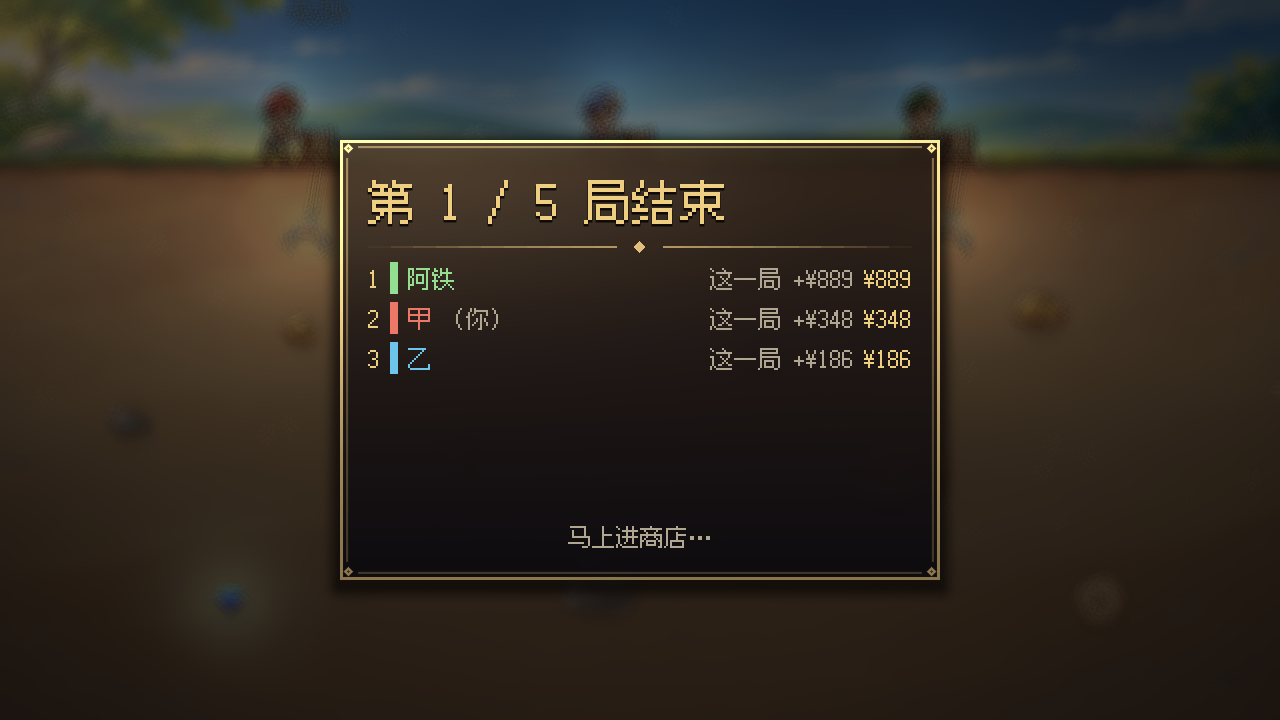 第 1 / 5 局结束
1 阿铁 这一局 +¥889 ¥889
2 甲 （你） 这一局 +¥348 ¥348
3 乙 这一局 +¥186 ¥186
马上进商店…